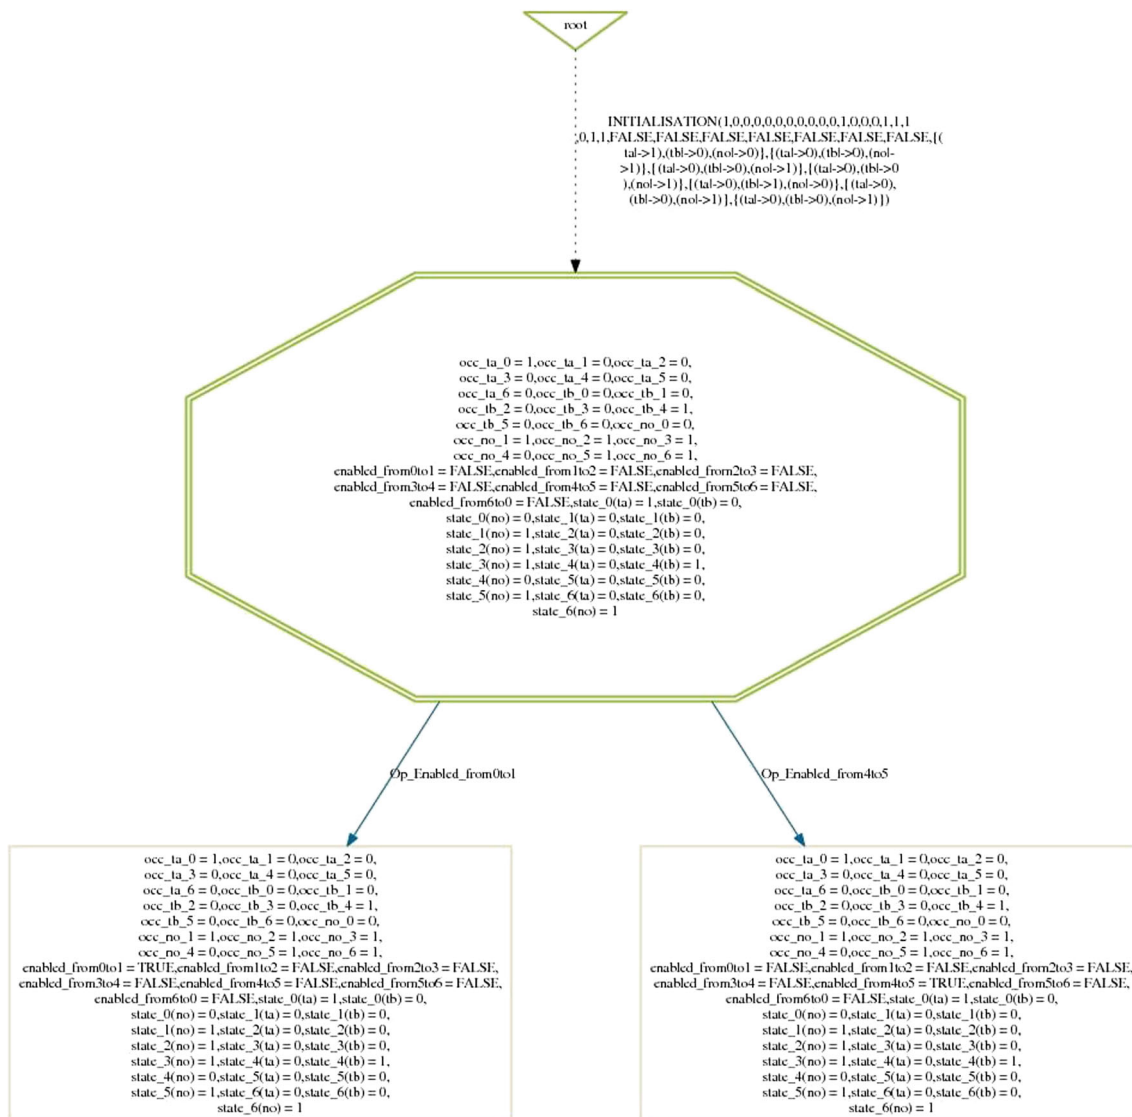 root
INITIALISATION(1,0,0,0,0,0,0,0,0,0,0,1,0,0,0,1,1,1
,0,1,1,FALSE,FALSE,FALSE,FALSE,FALSE,FALSE,FALSE,{(
ta|->1),(tb|->0),(no|->0)},{(ta|->0),(tb|->0),(no|-
>1)},{(ta|->0),(tb|->0),(no|->1)},{(ta|->0),(tb|->0
),(no|->1)},{(ta|->0),(tb|->1),(no|->0)},{(ta|->0),
(tb|->0),(no|->1)},{(ta|->0),(tb|->0),(no|->1)})
occ_ta_0 = 1,occ_ta_1 = 0,occ_ta_2 = 0,
occ_ta_3 = 0,occ_ta_4 = 0,occ_ta_5 = 0,
occ_ta_6 = 0,occ_tb_0 = 0,occ_tb_1 = 0,
occ_tb_2 = 0,occ_tb_3 = 0,occ_tb_4 = 1,
occ_tb_5 = 0,occ_tb_6 = 0,occ_no_0 = 0,
occ_no_1 = 1,occ_no_2 = 1,occ_no_3 = 1,
occ_no_4 = 0,occ_no_5 = 1,occ_no_6 = 1,
enabled_from0to1 = FALSE,enabled_from1to2 = FALSE,enabled_from2to3 = FALSE,
enabled_from3to4 = FALSE,enabled_from4to5 = FALSE,enabled_from5to6 = FALSE,
enabled_from6to0 = FALSE,state_0(ta) = 1,state_0(tb) = 0,
state_0(no) = 0,state_1(ta) = 0,state_1(tb) = 0,
state_1(no) = 1,state_2(ta) = 0,state_2(tb) = 0,
state_2(no) = 1,state_3(ta) = 0,state_3(tb) = 0,
state_3(no) = 1,state_4(ta) = 0,state_4(tb) = 1,
state_4(no) = 0,state_5(ta) = 0,state_5(tb) = 0,
state_5(no) = 1,state_6(ta) = 0,state_6(tb) = 0,
state_6(no) = 1
Op_Enabled_from0to1
Op_Enabled_from4to5
occ_ta_0 = 1,occ_ta_1 = 0,occ_ta_2 = 0,
occ_ta_3 = 0,occ_ta_4 = 0,occ_ta_5 = 0,
occ_ta_6 = 0,occ_tb_0 = 0,occ_tb_1 = 0,
occ_tb_2 = 0,occ_tb_3 = 0,occ_tb_4 = 1,
occ_tb_5 = 0,occ_tb_6 = 0,occ_no_0 = 0,
occ_no_1 = 1,occ_no_2 = 1,occ_no_3 = 1,
occ_no_4 = 0,occ_no_5 = 1,occ_no_6 = 1,
enabled_from0to1 = TRUE,enabled_from1to2 = FALSE,enabled_from2to3 = FALSE,
enabled_from3to4 = FALSE,enabled_from4to5 = FALSE,enabled_from5to6 = FALSE,
enabled_from6to0 = FALSE,state_0(ta) = 1,state_0(tb) = 0,
state_0(no) = 0,state_1(ta) = 0,state_1(tb) = 0,
state_1(no) = 1,state_2(ta) = 0,state_2(tb) = 0,
state_2(no) = 1,state_3(ta) = 0,state_3(tb) = 0,
state_3(no) = 1,state_4(ta) = 0,state_4(tb) = 1,
state_4(no) = 0,state_5(ta) = 0,state_5(tb) = 0,
state_5(no) = 1,state_6(ta) = 0,state_6(tb) = 0,
state_6(no) = 1
occ_ta_0 = 1,occ_ta_1 = 0,occ_ta_2 = 0,
occ_ta_3 = 0,occ_ta_4 = 0,occ_ta_5 = 0,
occ_ta_6 = 0,occ_tb_0 = 0,occ_tb_1 = 0,
occ_tb_2 = 0,occ_tb_3 = 0,occ_tb_4 = 1,
occ_tb_5 = 0,occ_tb_6 = 0,occ_no_0 = 0,
occ_no_1 = 1,occ_no_2 = 1,occ_no_3 = 1,
occ_no_4 = 0,occ_no_5 = 1,occ_no_6 = 1,
enabled_from0to1 = FALSE,enabled_from1to2 = FALSE,enabled_from2to3 = FALSE,
enabled_from3to4 = FALSE,enabled_from4to5 = TRUE,enabled_from5to6 = FALSE,
enabled_from6to0 = FALSE,state_0(ta) = 1,state_0(tb) = 0,
state_0(no) = 0,state_1(ta) = 0,state_1(tb) = 0,
state_1(no) = 1,state_2(ta) = 0,state_2(tb) = 0,
state_2(no) = 1,state_3(ta) = 0,state_3(tb) = 0,
state_3(no) = 1,state_4(ta) = 0,state_4(tb) = 1,
state_4(no) = 0,state_5(ta) = 0,state_5(tb) = 0,
state_5(no) = 1,state_6(ta) = 0,state_6(tb) = 0,
state_6(no) = 1